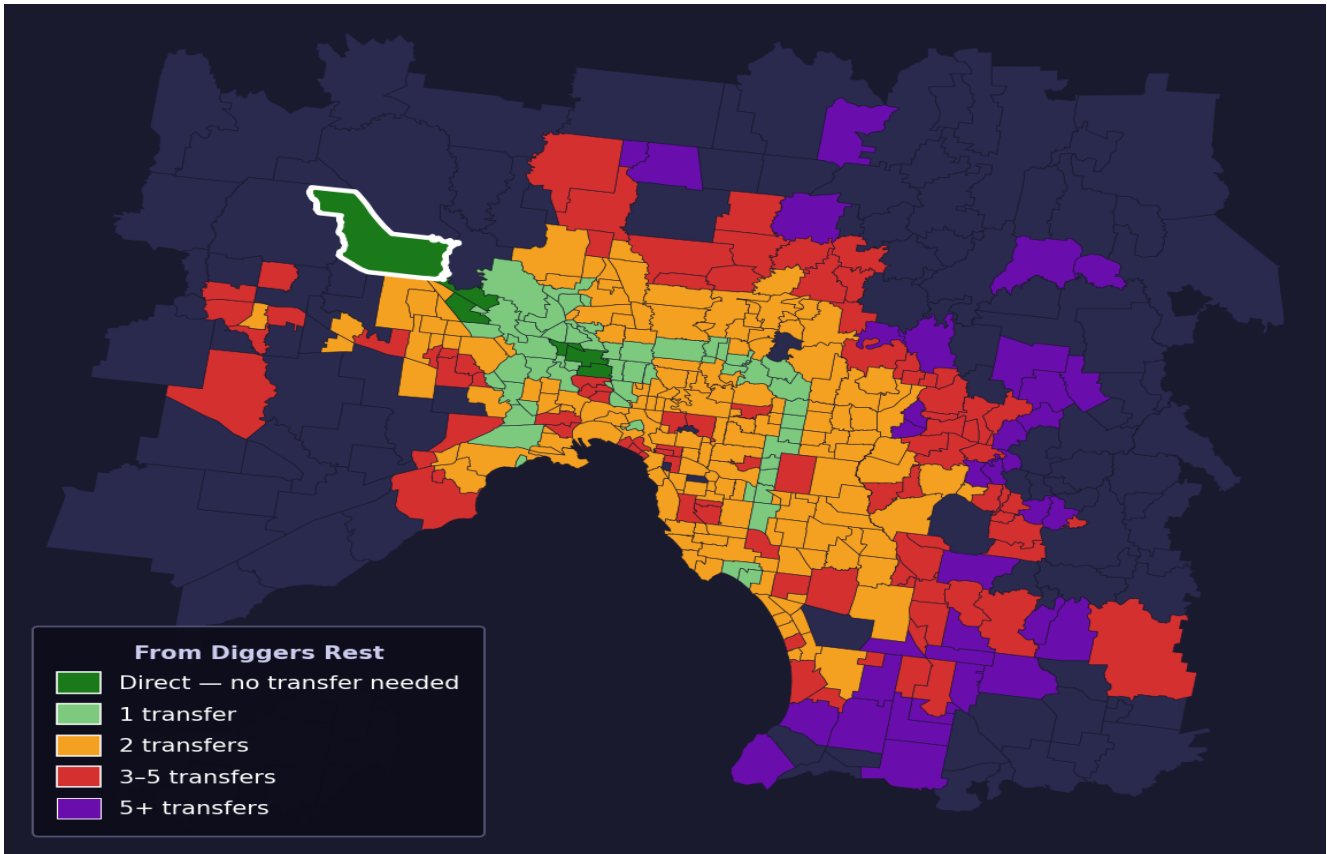 From Diggers Rest
Direct — no transfer needed
1 transfer
2 transfers
3–5 transfers
5+ transfers